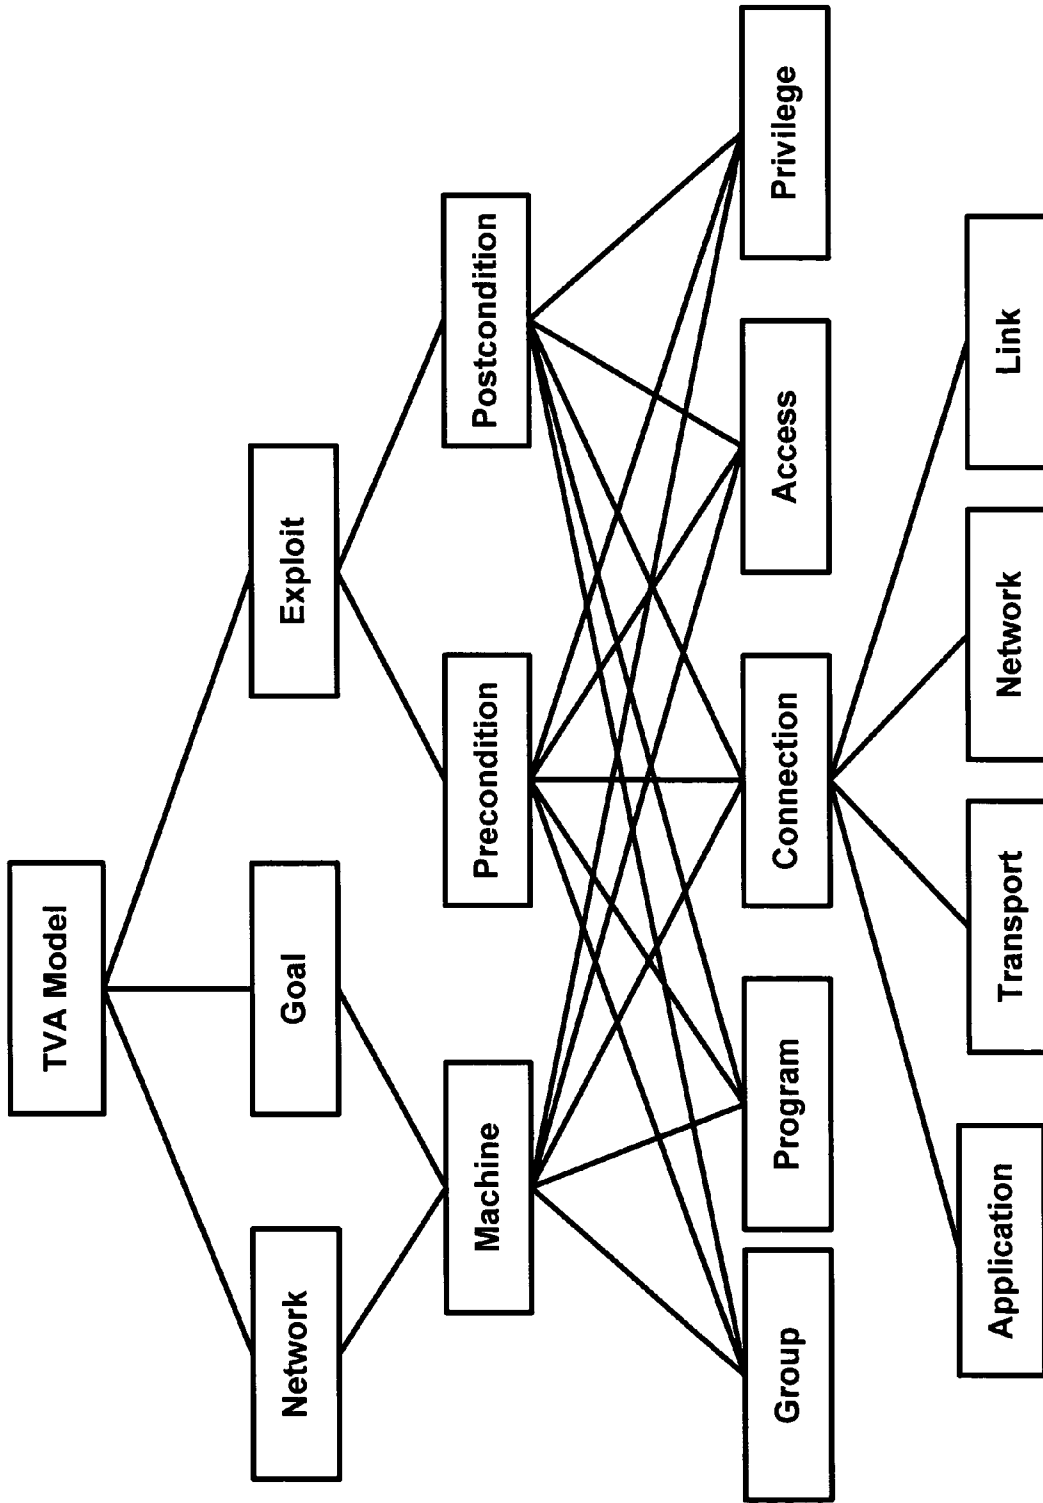 TVA Model
Network
Goal
Exploit
Machine
Precondition
Postcondition
Group
Program
Connection
Access
Privilege
Application
Transport
Network
Link